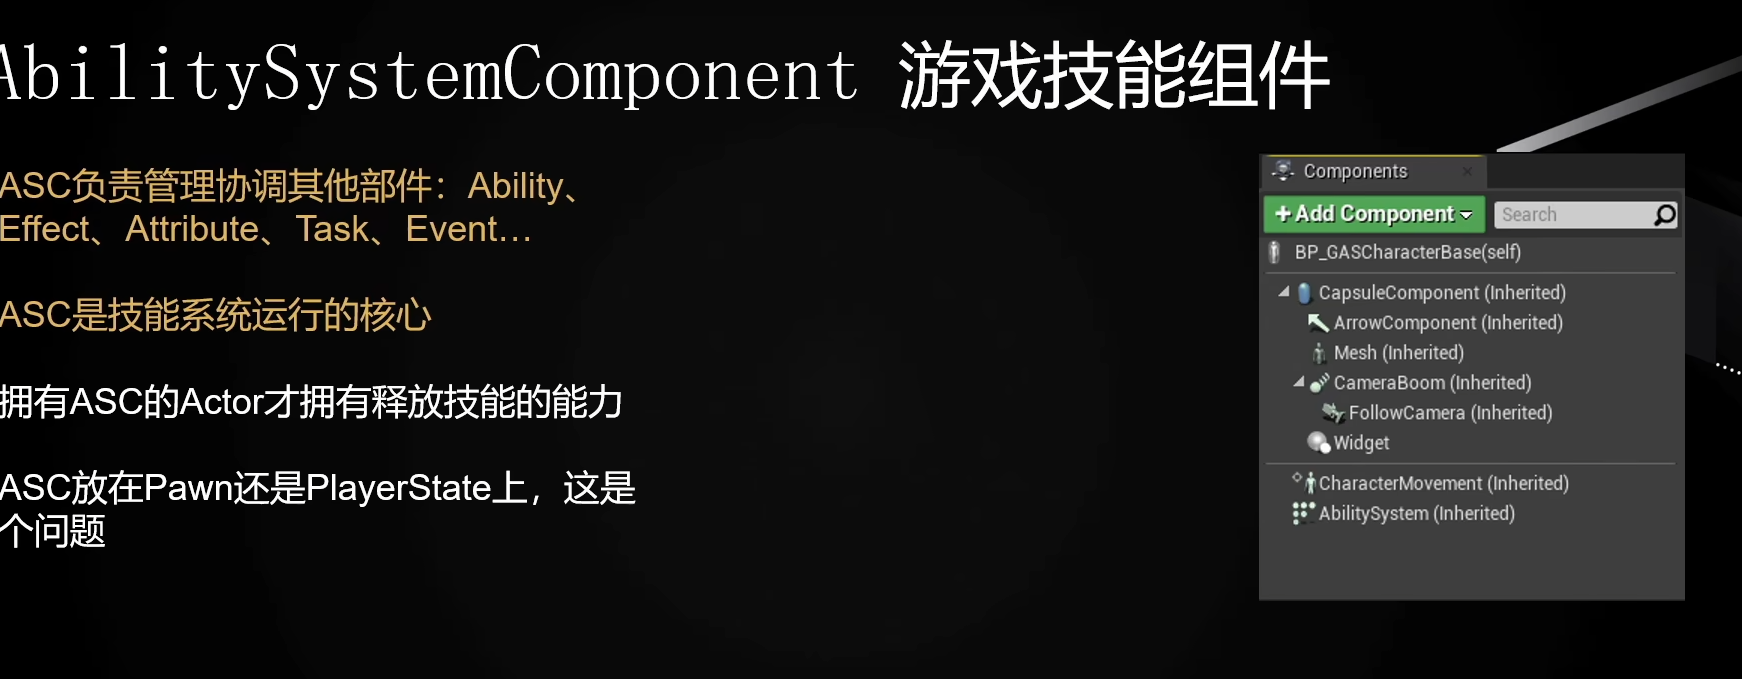 AbilitySystemComponent 游戏技能组件
ASC负责管理协调其他部件：Ability、
Effect、Attribute、Task、Event…
ASC是技能系统运行的核心
拥有ASC的Actor才拥有释放技能的能力
ASC放在Pawn还是PlayerState上，这是
个问题
Components
+Add Component
Search
BP_GASCharacterBase(self)
CapsuleComponent (Inherited)
ArrowComponent (Inherited)
Mesh (Inherited)
CameraBoom (Inherited)
FollowCamera (Inherited)
Widget
CharacterMovement (Inherited)
AbilitySystem (Inherited)